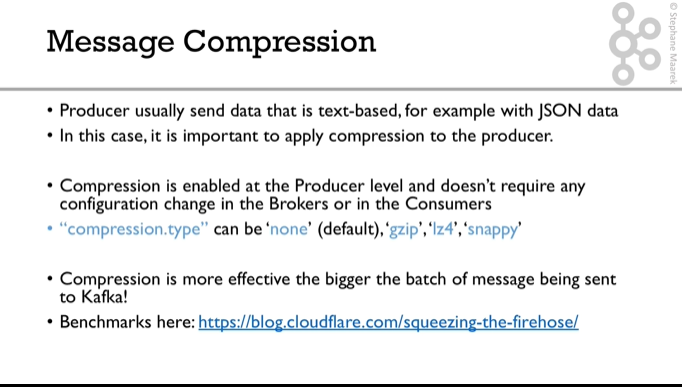 Message Compression
© Stephane Maarek
• Producer usually send data that is text-based, for example with JSON data
• In this case, it is important to apply compression to the producer.
• Compression is enabled at the Producer level and doesn't require any
configuration change in the Brokers or in the Consumers
• "compression.type" can be 'none' (default), 'gzip', 'lz4', 'snappy'
• Compression is more effective the bigger the batch of message being sent
to Kafka!
• Benchmarks here: https://blog.cloudflare.com/squeezing-the-firehose/